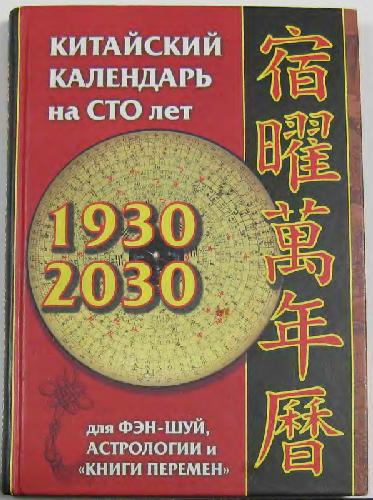 КИТАЙСКИЙ
КАЛЕНДАРЬ
на СТО лет
1930
2030
для ФЭН-ШУЙ,
АСТРОЛОГИИ и
«КНИГИ ПЕРЕМЕН»
宿曜萬年曆